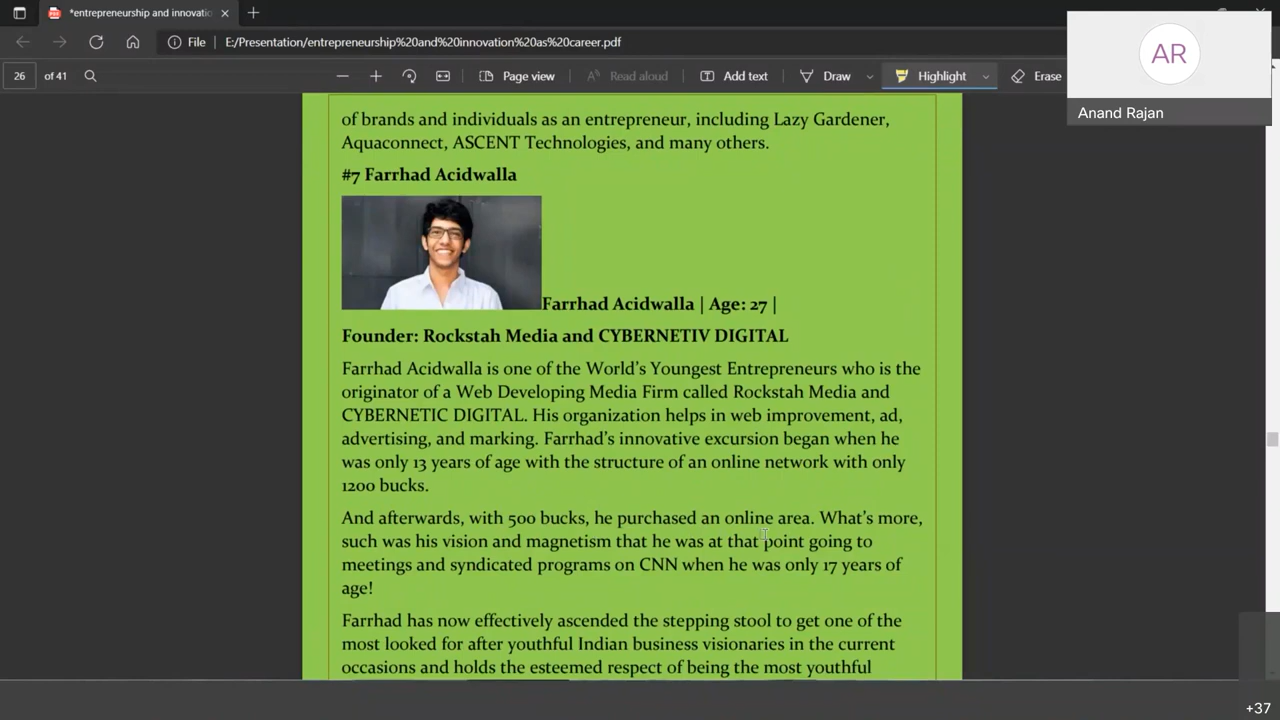 *entrepreneurship and innovatio
File
E:/Presentation/entrepreneurship%20and%20innovation%20as%20career.pdf
AR
Anand Rajan
26 of 41
Page view
Read aloud
Add text
Draw
Highlight
Erase
of brands and individuals as an entrepreneur, including Lazy Gardener,
Aquaconnect, ASCENT Technologies, and many others.
#7 Farrhad Acidwalla
Farrhad Acidwalla | Age: 27 |
Founder: Rockstah Media and CYBERNETIV DIGITAL
Farrhad Acidwalla is one of the World's Youngest Entrepreneurs who is the
originator of a Web Developing Media Firm called Rockstah Media and
CYBERNETIC DIGITAL. His organization helps in web improvement, ad,
advertising, and marking. Farrhad's innovative excursion began when he
was only 13 years of age with the structure of an online network with only
1200 bucks.
And afterwards, with 500 bucks, he purchased an online area. What's more,
such was his vision and magnetism that he was at that point going to
meetings and syndicated programs on CNN when he was only 17 years of
age!
Farrhad has now effectively ascended the stepping stool to get one of the
most looked for after youthful Indian business visionaries in the current
occasions and holds the esteemed respect of being the most youthful
+37